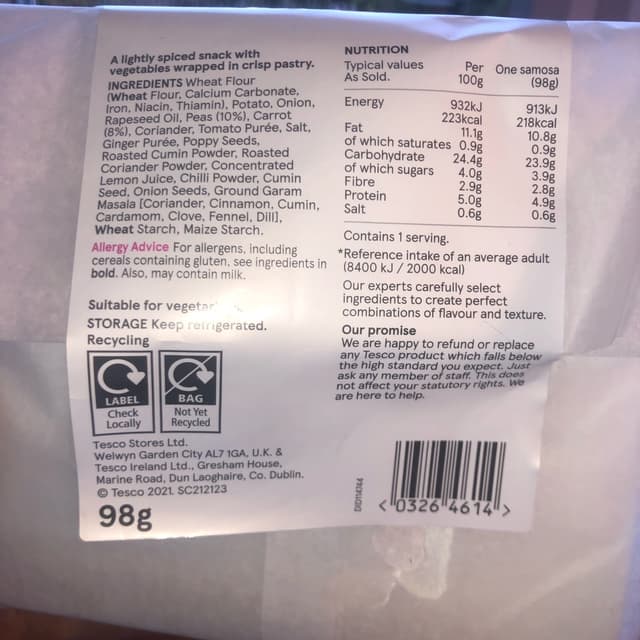 A lightly spiced snack with
vegetables wrapped in crisp pastry.
INGREDIENTS Wheat Flour
(Wheat Flour, Calcium Carbonate,
Iron, Niacin, Thiamin), Potato, Onion,
Rapeseed Oil, Peas (10%), Carrot
(8%), Coriander, Tomato Purée, Salt,
Ginger Purée, Poppy Seeds,
Roasted Cumin Powder, Roasted
Coriander Powder, Concentrated
Lemon Juice, Chilli Powder, Cumin
Seed, Onion Seeds, Ground Garam
Masala [Coriander, Cinnamon, Cumin,
Cardamom, Clove, Fennel, Dill],
Wheat Starch, Maize Starch.
Allergy Advice For allergens, including
cereals containing gluten, see ingredients in
bold. Also, may contain milk.
Suitable for
STORAGE Keep refrigerated.
Recycling
LABEL
Check
Locally
BAG
Not Yet
Recycled
Tesco Stores Ltd.
Welwyn Garden City AL7 1GA, U.K. &
Tesco Ireland Ltd., Gresham House,
Marine Road, Dun Laoghaire, Co. Dublin.
© Tesco 2021. SC212123
98g
NUTRITION
Typical values Per One samosa
As Sold. 100g (98g)
Energy 932kJ 913kJ
223kcal 218kcal
Fat 11.1g 10.8g
of which saturates 0.9g 0.9g
Carbohydrate 24.4g 23.9g
of which sugars 4.0g 3.9g
Fibre 2.9g 2.8g
Protein 5.0g 4.9g
Salt 0.6g 0.6g
Contains 1 serving.
*Reference intake of an average adult
(8400 kJ / 2000 kcal)
Our experts carefully select
ingredients to create perfect
combinations of flavour and texture.
Our promise
We are happy to refund or replace
any Tesco product which falls below
the high standard you expect. Just
ask any member of staff. This does
not affect your statutory rights. We
are here to help.
< 0326 4614 >